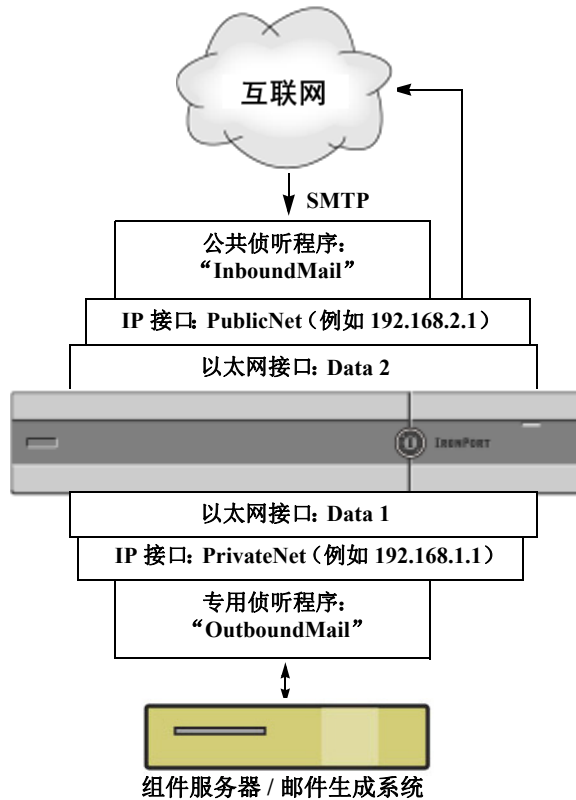 互联网
SMTP
公共侦听程序：
“InboundMail”
IP 接口: PublicNet（例如 192.168.2.1）
以太网接口: Data 2
IRONPORT
以太网接口: Data 1
IP 接口: PrivateNet（例如 192.168.1.1）
专用侦听程序：
“OutboundMail”
组件服务器 / 邮件生成系统